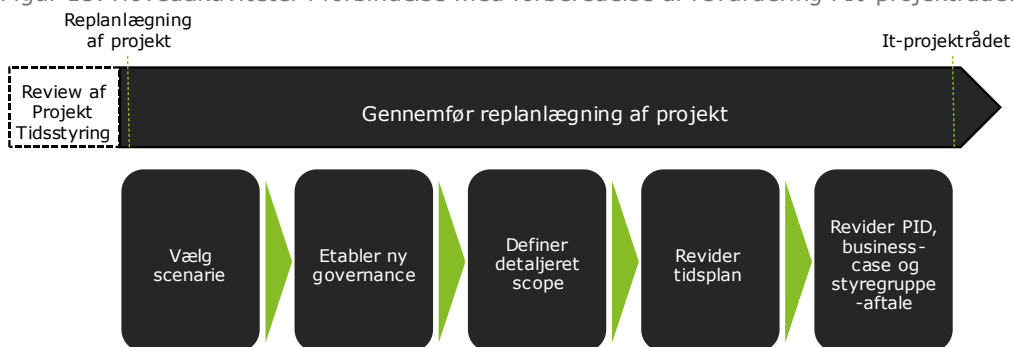 Replanlægning
af projekt
It-projektrådet
Review af
Projekt
Tidsstyring
Gennemfør replanlægning af projekt
Vælg
scenarie
Etabler ny
governance
Definer
detaljeret
scope
Revider
tidsplan
Revider PID,
business-
case og
styregruppe
-aftale